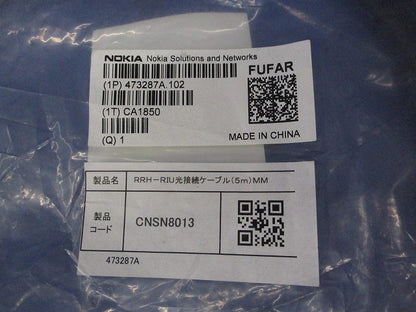 NOKIA Nokia Solutions and Networks
FUFAR
(1P) 473287A.102
(1T) CA1850
(Q) 1
MADE IN CHINA
製品名 RRH-RIU光接続ケーブル(5m)MM
製品
コード
CNSN8013
473287A